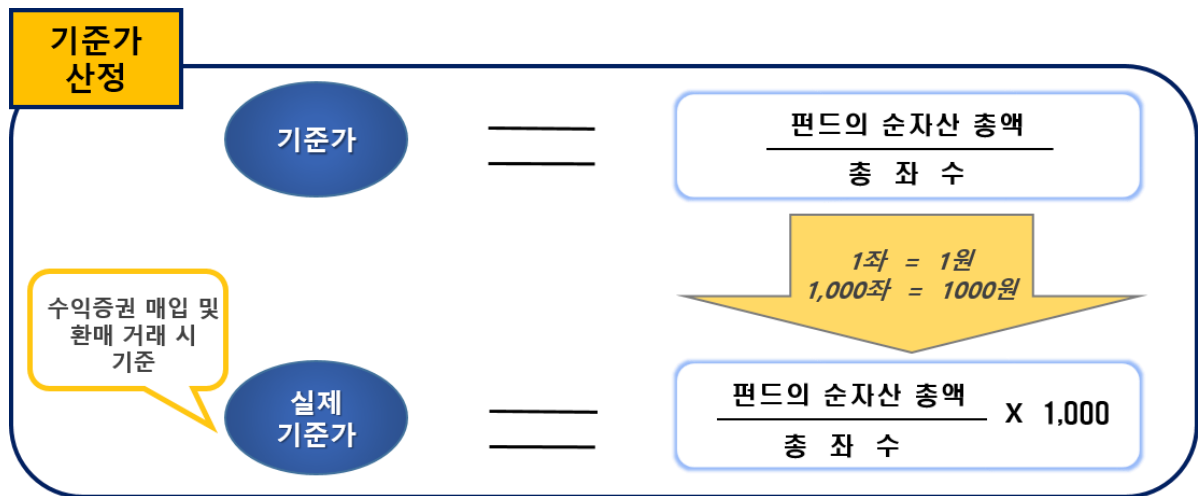 기준가
산정
기준가
펀드의 순자산 총액
총 좌 수
1좌 = 1원
1,000좌 = 1000원
수익증권 매입 및
환매 거래 시
기준
실제
기준가
펀드의 순자산 총액
총 좌 수
X 1,000